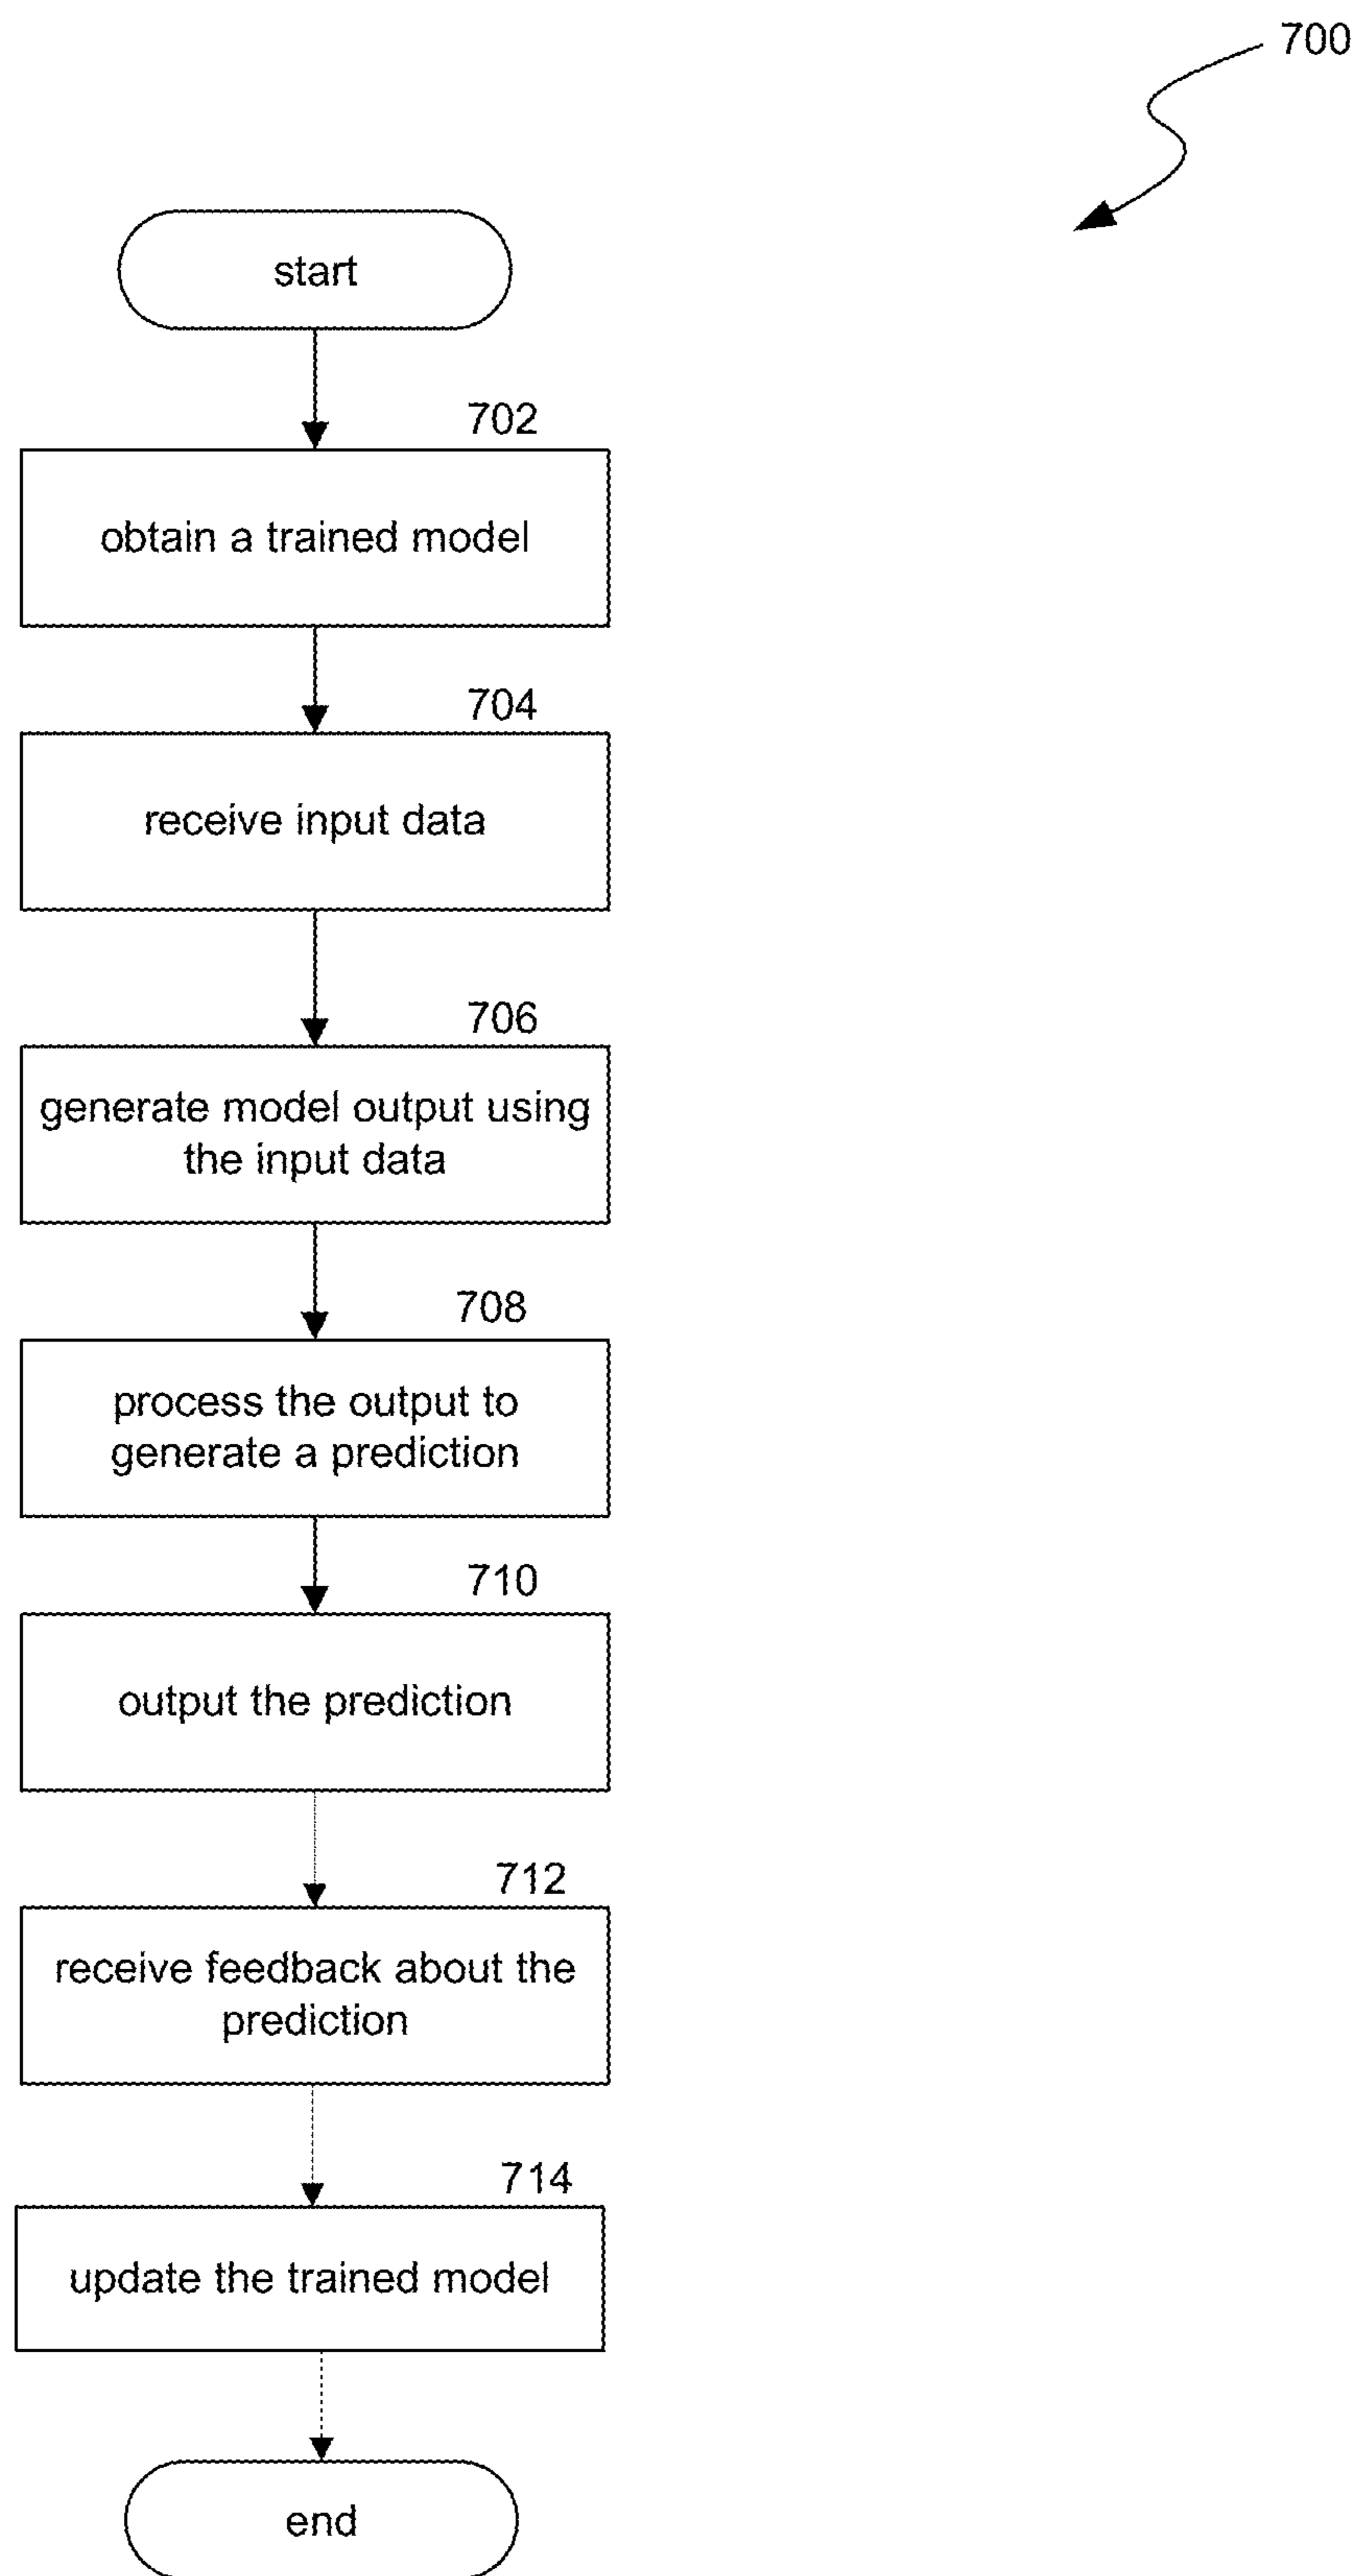 700
start
702
obtain a trained model
704
receive input data
706
generate model output using
the input data
708
process the output to
generate a prediction
710
output the prediction
712
receive feedback about the
prediction
714
update the trained model
end